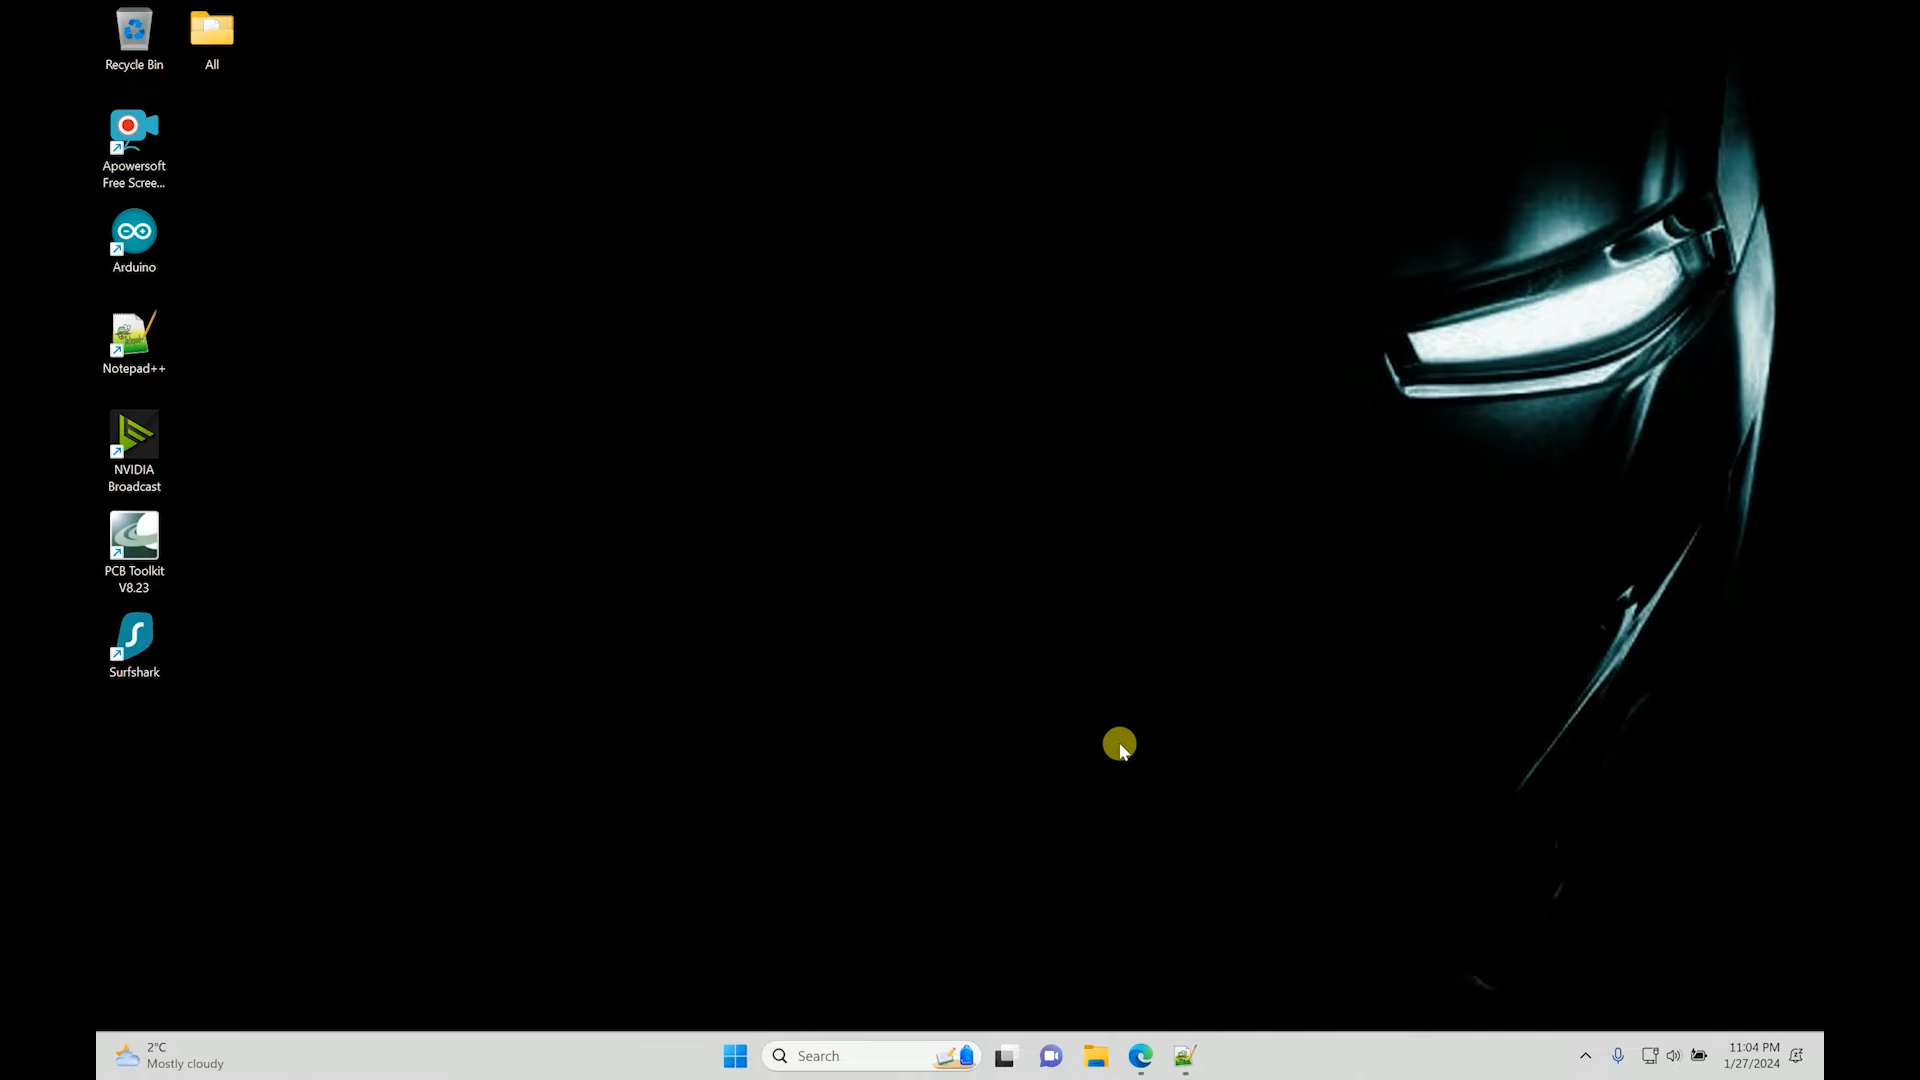 Recycle Bin
All
Apowersoft
Free Scree...
Arduino
Notepad++
NVIDIA
Broadcast
PCB Toolkit
V8.23
Surfshark
2°C
Mostly cloudy
Search
11:04 PM
1/27/2024